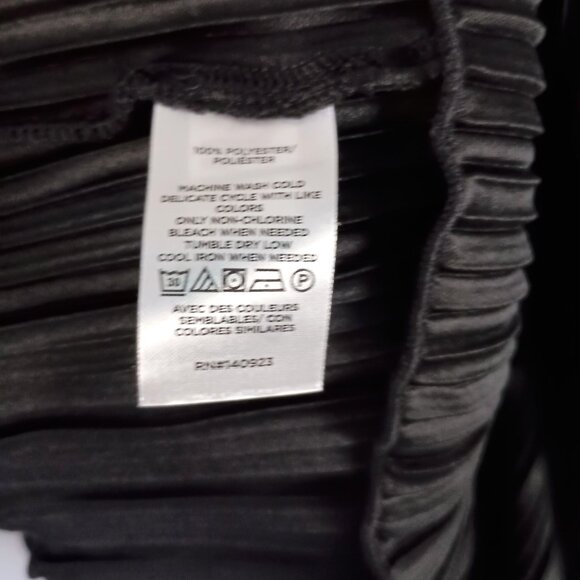 100% POLYESTER/
POLIESTER
MACHINE WASH COLD
DELICATE CYCLE WITH LIKE
COLORS
ONLY NON-CHLORINE
BLEACH WHEN NEEDED
TUMBLE DRY LOW
COOL IRON WHEN NEEDED
30 P
AVEC DES COULEURS
SEMBLABLES/ CON
COLORES SIMILARES
RN#140923